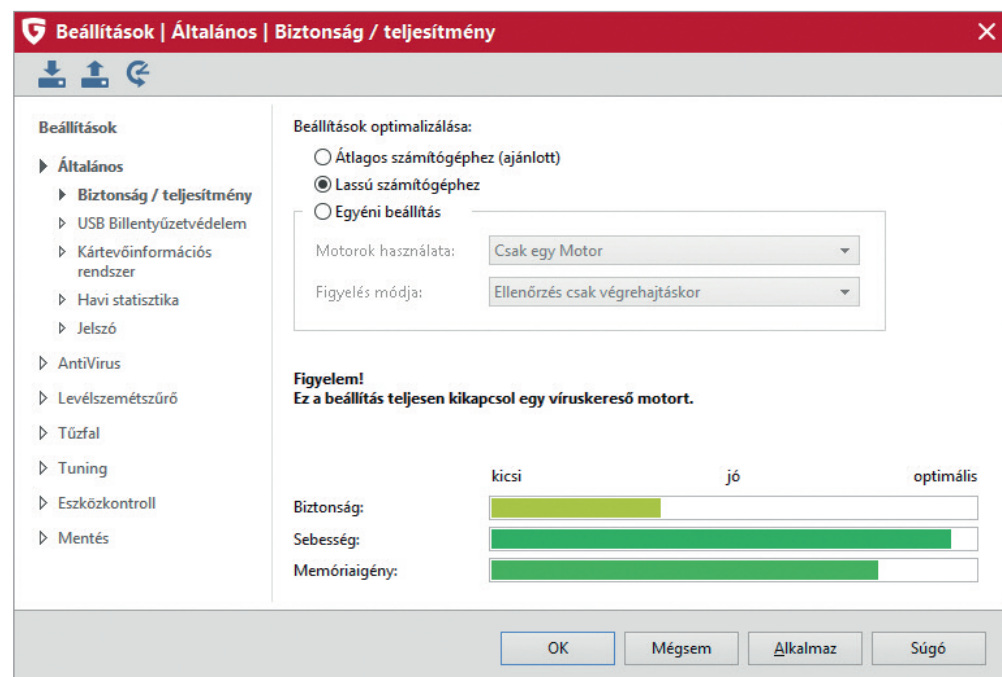 Beállítások | Általános | Biztonság / teljesítmény
Beállítások
Általános
Biztonság / teljesítmény
USB Billentyűzetvédelem
Kártevőinformációs
rendszer
Havi statisztika
Jelszó
AntiVirus
Levélszemétszűrő
Tűzfal
Tuning
Eszközkontroll
Mentés
Beállítások optimalizálása:
Átlagos számítógéphez (ajánlott)
Lassú számítógéphez
Egyéni beállítás
Motorok használata: Csak egy Motor
Figyelés módja: Ellenőrzés csak végrehajtáskor
Figyelem!
Ez a beállítás teljesen kikapcsol egy víruskereső motort.
kicsi jó optimális
Biztonság:
Sebesség:
Memóriaigény:
OK Mégsem Alkalmaz Súgó